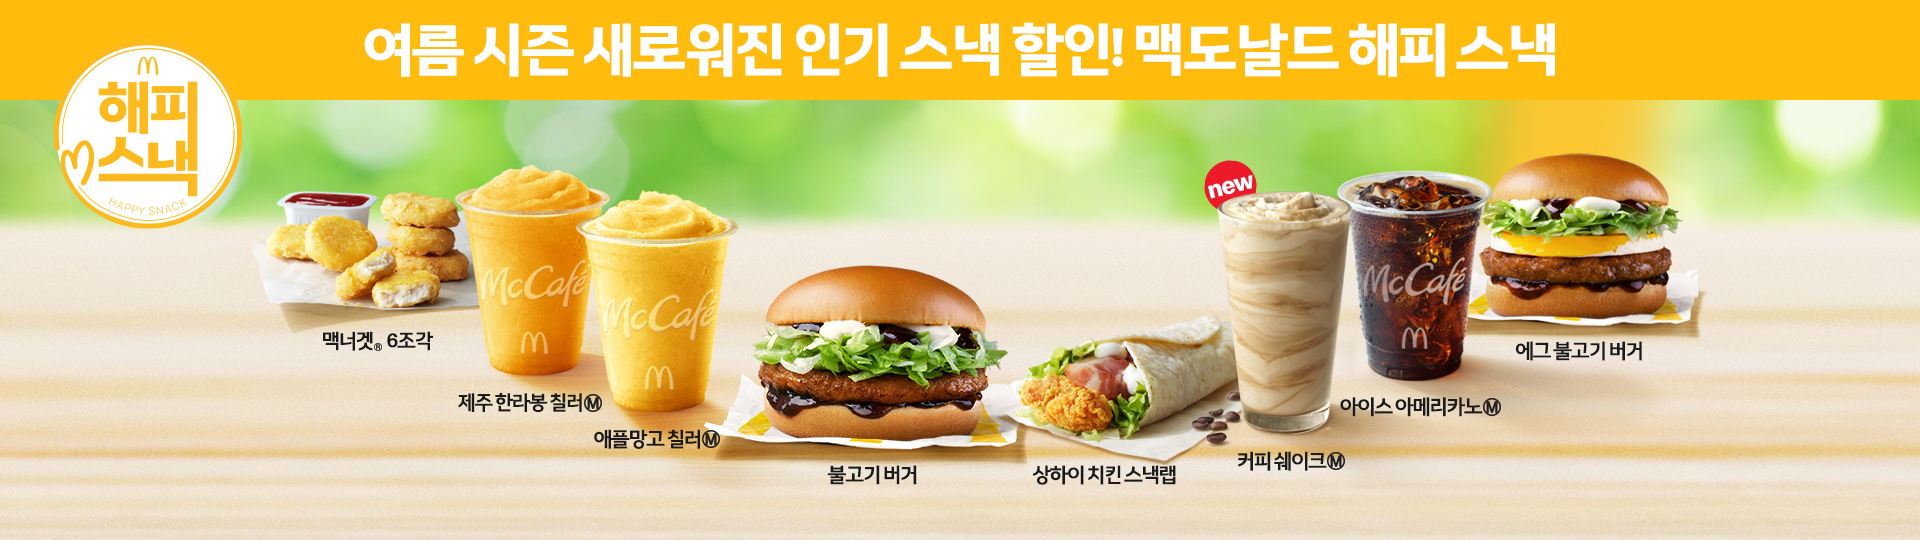 여름 시즌 새로워진 인기 스낵 할인! 맥도날드 해피 스낵
해피
스낵
HAPPY SNACK
new
McCafé
McCafé
McCafé
맥너겟® 6조각
제주 한라봉 칠러Ⓜ
애플망고 칠러Ⓜ
불고기 버거
상하이 치킨 스낵랩
커피 쉐이크Ⓜ
아이스 아메리카노Ⓜ
에그 불고기 버거